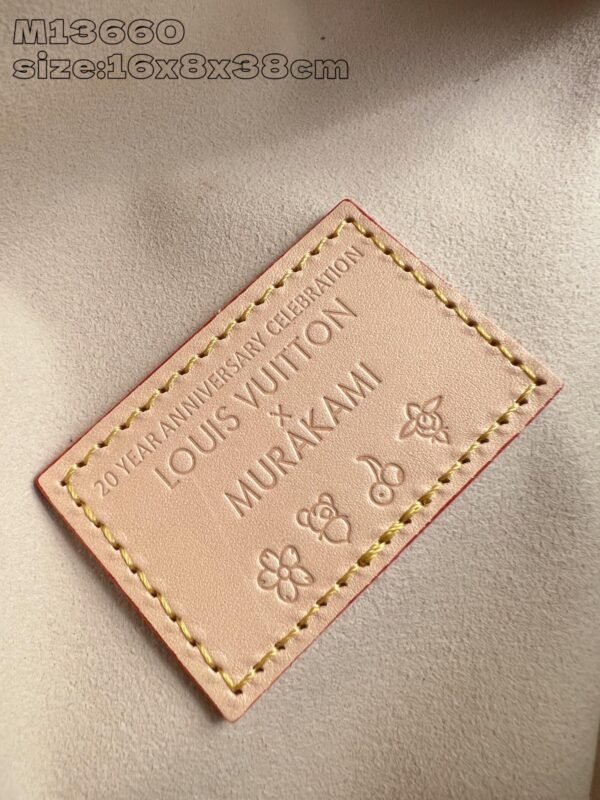 M13660
size:16x8x38cm
20 YEAR ANNIVERSARY CELEBRATION
LOUIS VUITTON
X
MURAKAMI